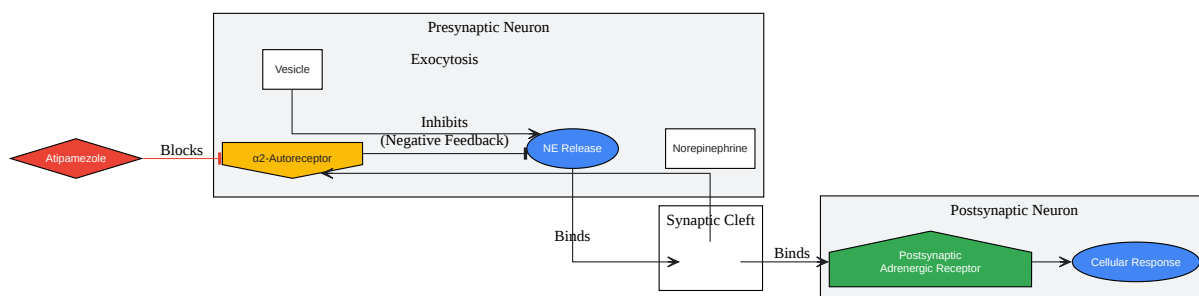 Presynaptic Neuron
Exocytosis
Vesicle
Inhibits
(Negative Feedback)
Atipamezole
Blocks
α2-Autoreceptor
NE Release
Norepinephrine
Synaptic Cleft
Binds
Binds
Postsynaptic Neuron
Postsynaptic
Adrenergic Receptor
Cellular Response